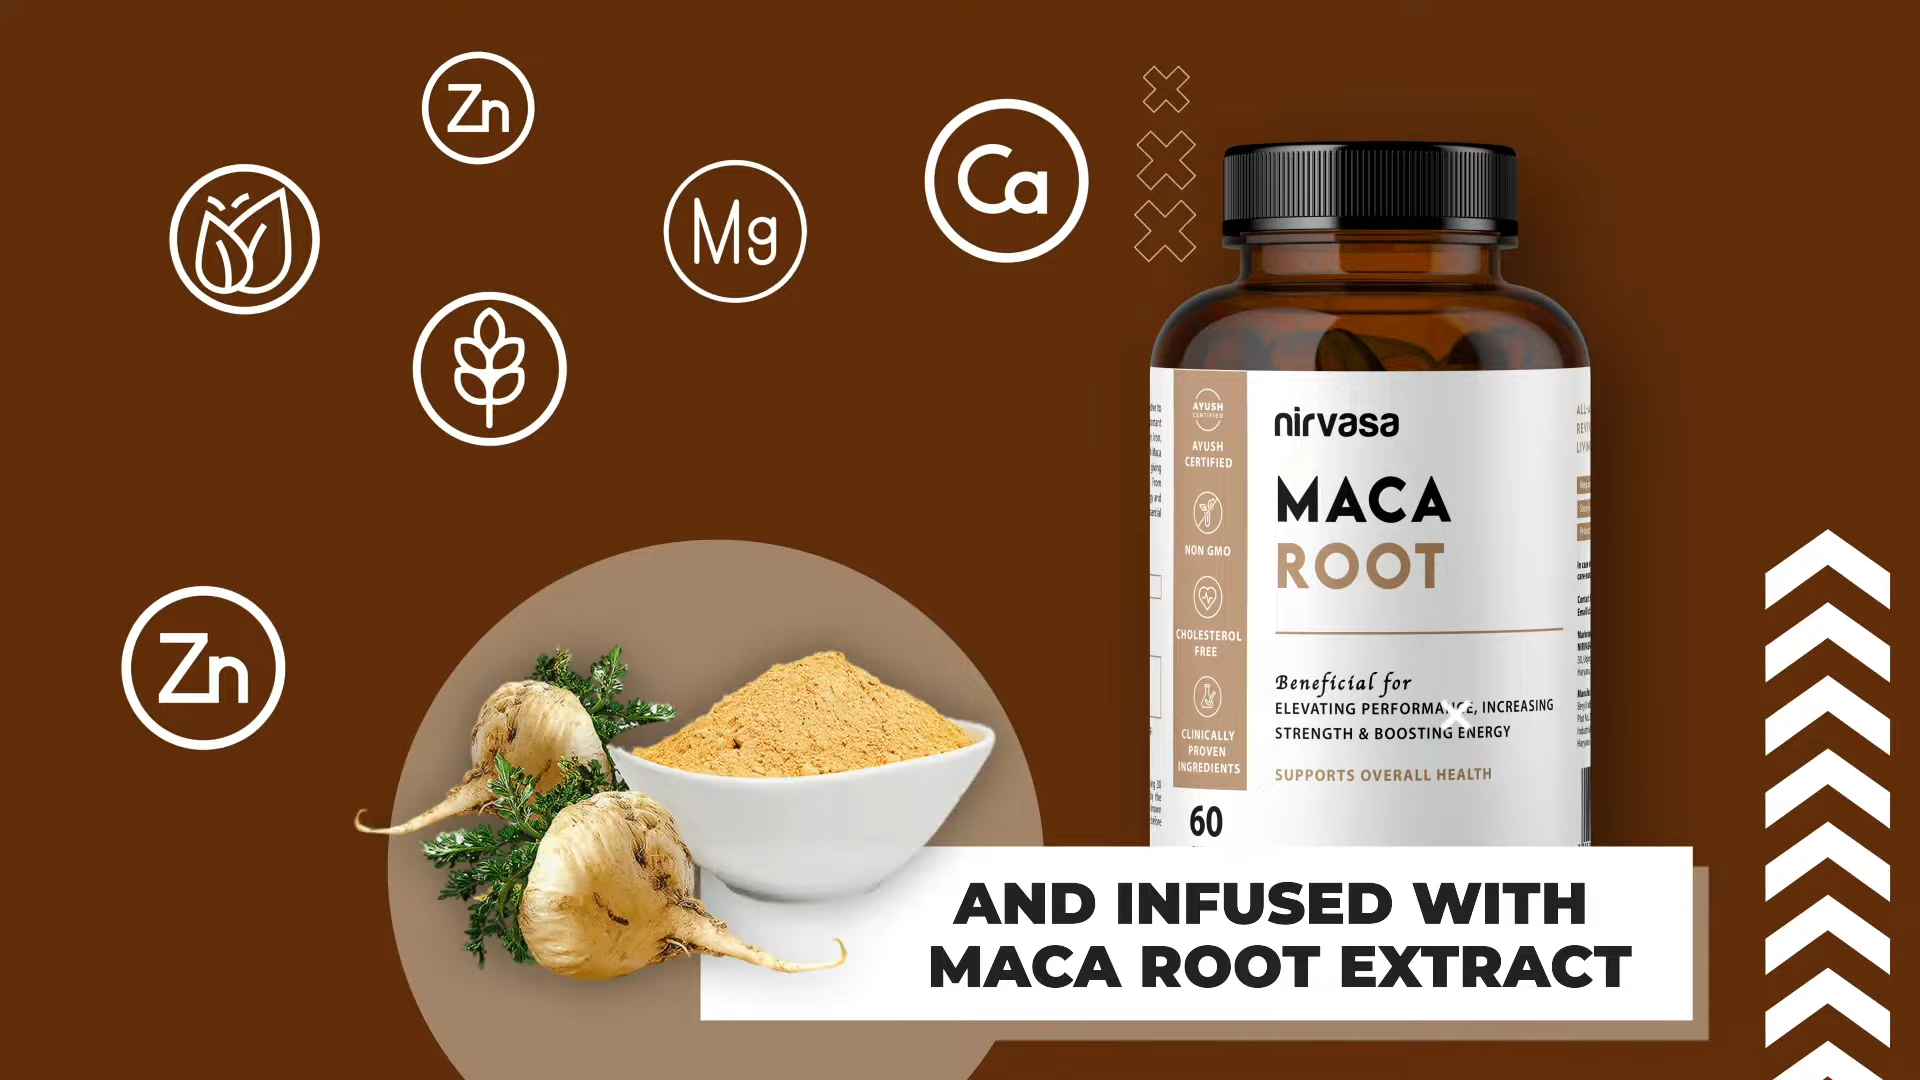 Zn
Mg
Ca
Zn
AYUSH
CERTIFIED
AYUSH
CERTIFIED
NON GMO
CHOLESTEROL
FREE
CLINICALLY
PROVEN
INGREDIENTS
60
nirvasa
MACA
ROOT
Beneficial for
ELEVATING PERFORMANCE, INCREASING
STRENGTH & BOOSTING ENERGY
SUPPORTS OVERALL HEALTH
AND INFUSED WITH
MACA ROOT EXTRACT